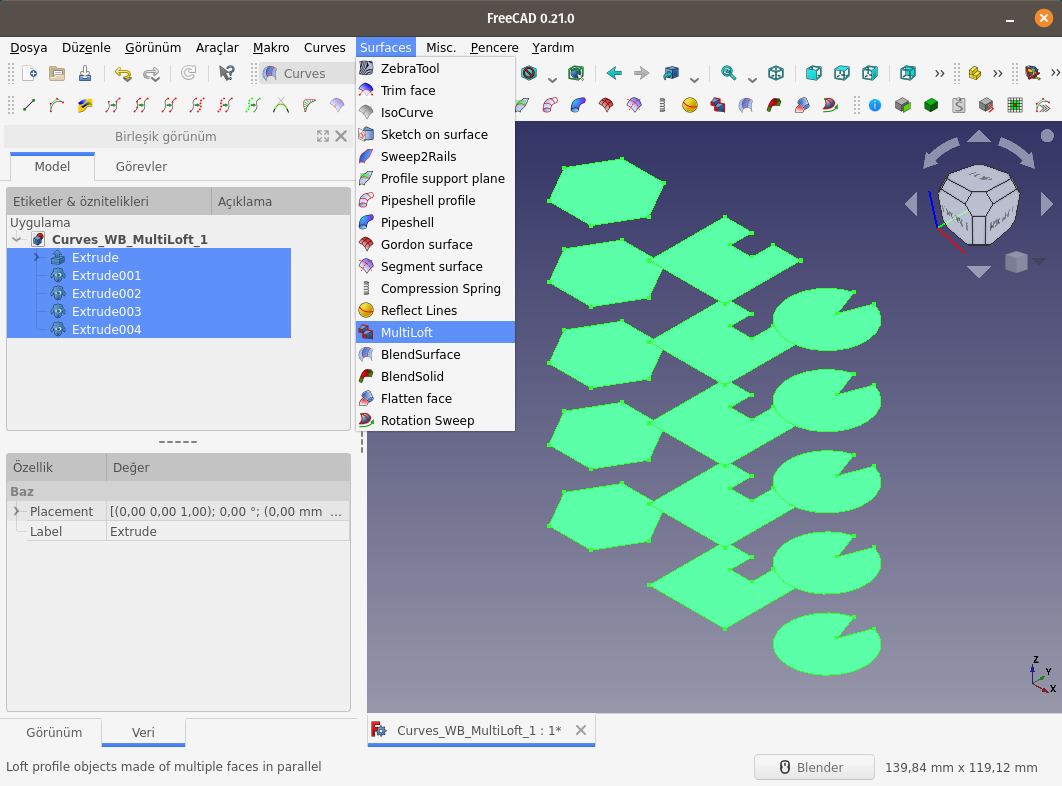 FreeCAD 0.21.0
Dosya Düzenle Görünüm Araçlar Makro Curves Surfaces Misc. Pencere Yardım
Curves
ZebraTool
Trim face
IsoCurve
Sketch on surface
Sweep2Rails
Profile support plane
Pipeshell profile
Pipeshell
Gordon surface
Segment surface
Compression Spring
Reflect Lines
MultiLoft
BlendSurface
BlendSolid
Flatten face
Rotation Sweep
Birleşik görünüm
Model Görevler
Etiketler & öznitelikleri Açıklama
Uygulama
Curves_WB_MultiLoft_1
Extrude
Extrude001
Extrude002
Extrude003
Extrude004
Özellik Değer
Baz
Placement [(0,00 0,00 1,00); 0,00 °; (0,00 mm ...
Label Extrude
Z
Y
X
Görünüm Veri
Curves_WB_MultiLoft_1 : 1*
Loft profile objects made of multiple faces in parallel
Blender 139,84 mm x 119,12 mm